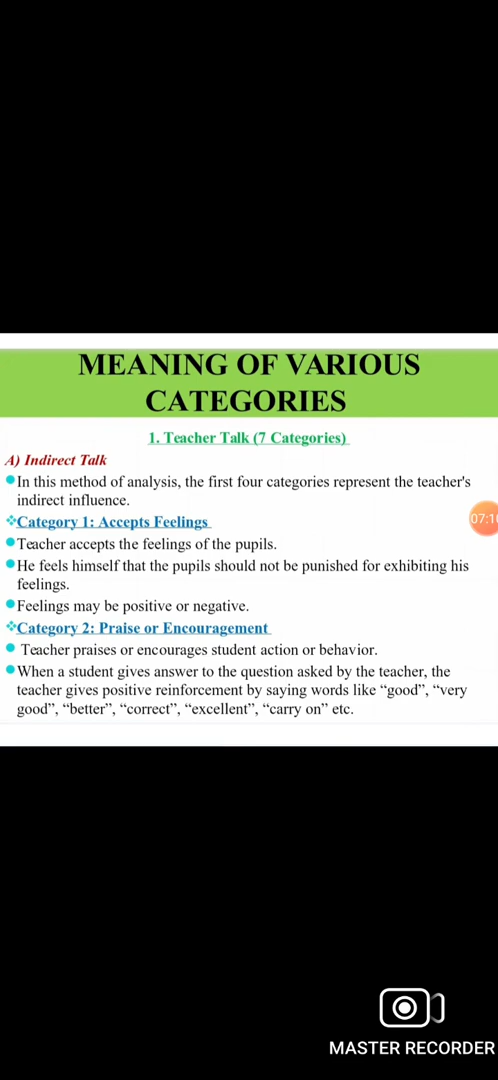 MEANING OF VARIOUS
CATEGORIES
1. Teacher Talk (7 Categories)
A) Indirect Talk
In this method of analysis, the first four categories represent the teacher's
indirect influence.
Category 1: Accepts Feelings
Teacher accepts the feelings of the pupils.
He feels himself that the pupils should not be punished for exhibiting his
feelings.
Feelings may be positive or negative.
Category 2: Praise or Encouragement
Teacher praises or encourages student action or behavior.
When a student gives answer to the question asked by the teacher, the
teacher gives positive reinforcement by saying words like “good”, “very
good”, “better”, “correct”, “excellent”, “carry on” etc.
MASTER RECORDER